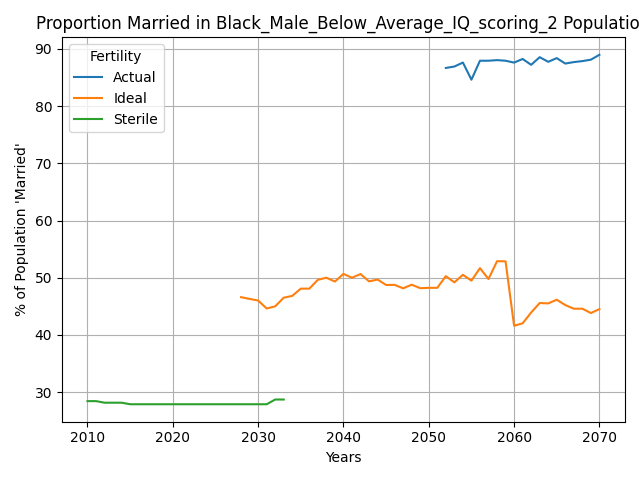 Proportion Married in Black_Male_Below_Average_IQ_scoring_2 Populatio
Fertility
Actual
Ideal
Sterile
% of Population 'Married'
90
80
70
60
50
40
30
2010 2020 2030 2040 2050 2060 2070
Years